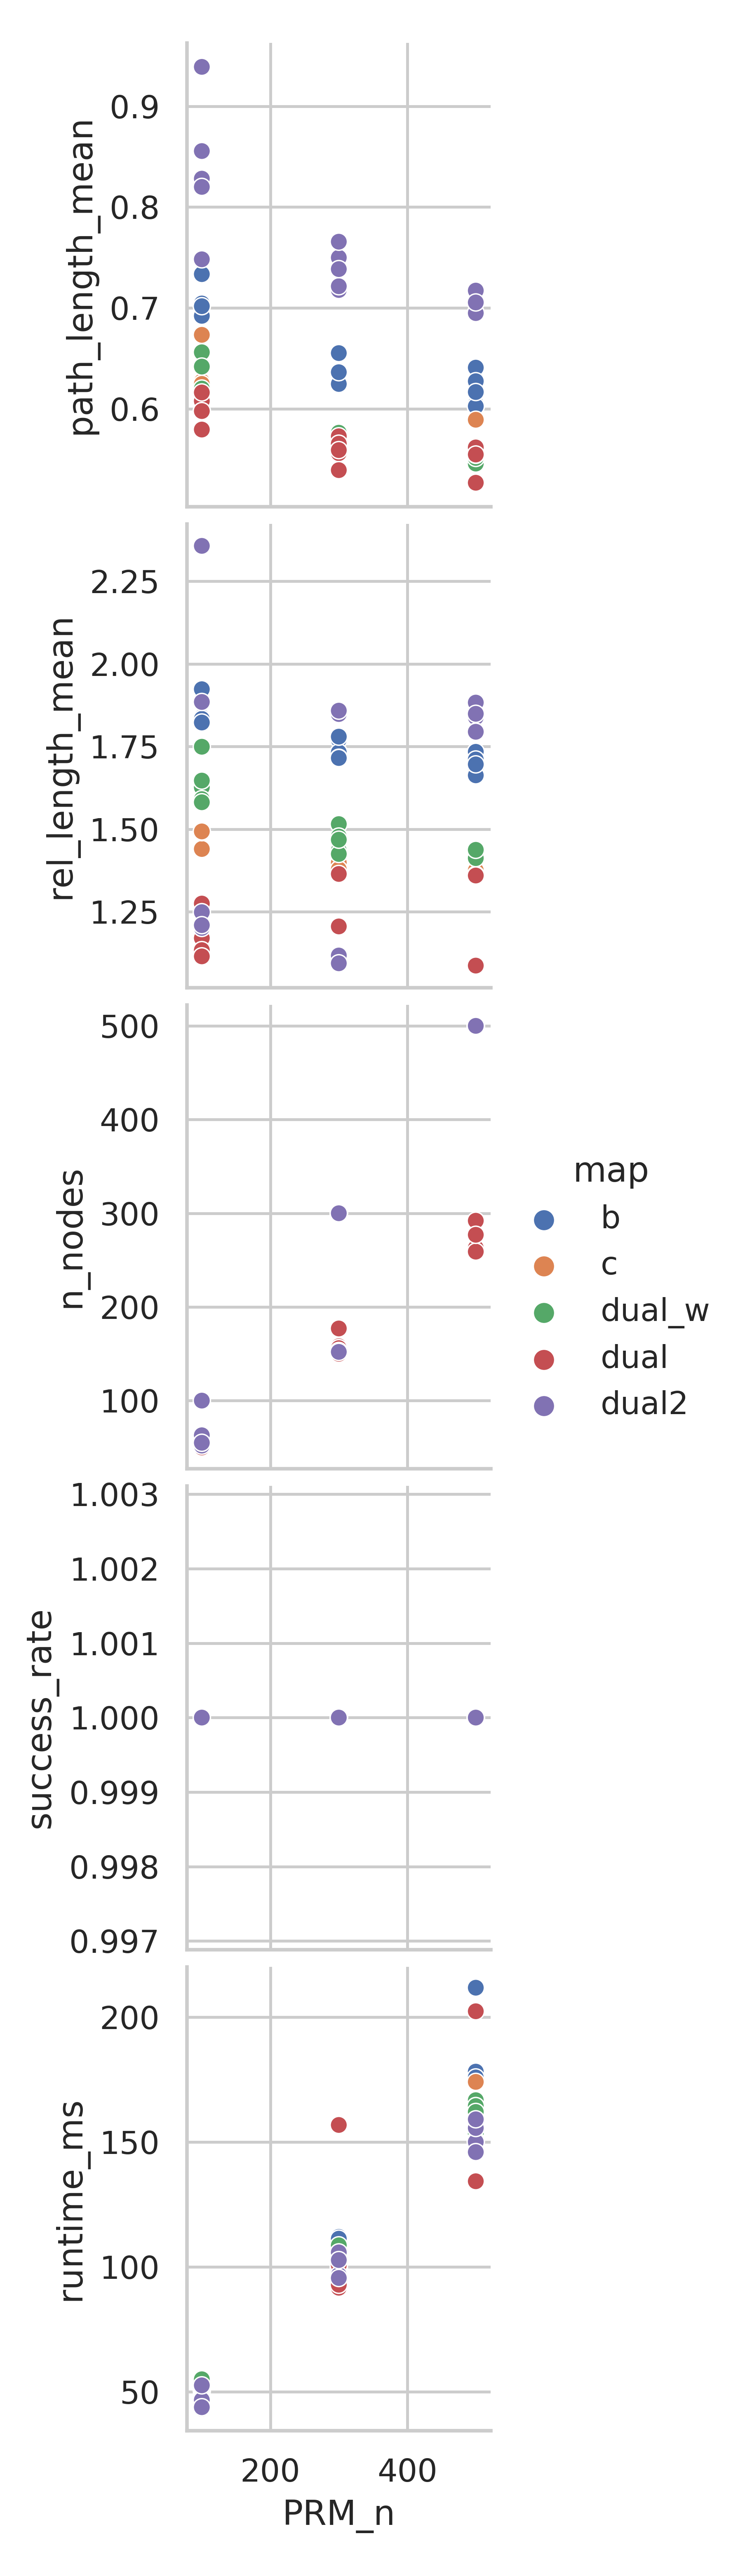 0.9
0.8
0.7
0.6
path_length_mean
2.25
2.00
1.75
1.50
1.25
rel_length_mean
500
400
300
200
100
n_nodes
map
b
c
dual_w
dual
dual2
1.003
1.002
1.001
1.000
0.999
0.998
0.997
success_rate
200
150
100
50
runtime_ms
200 400
PRM_n